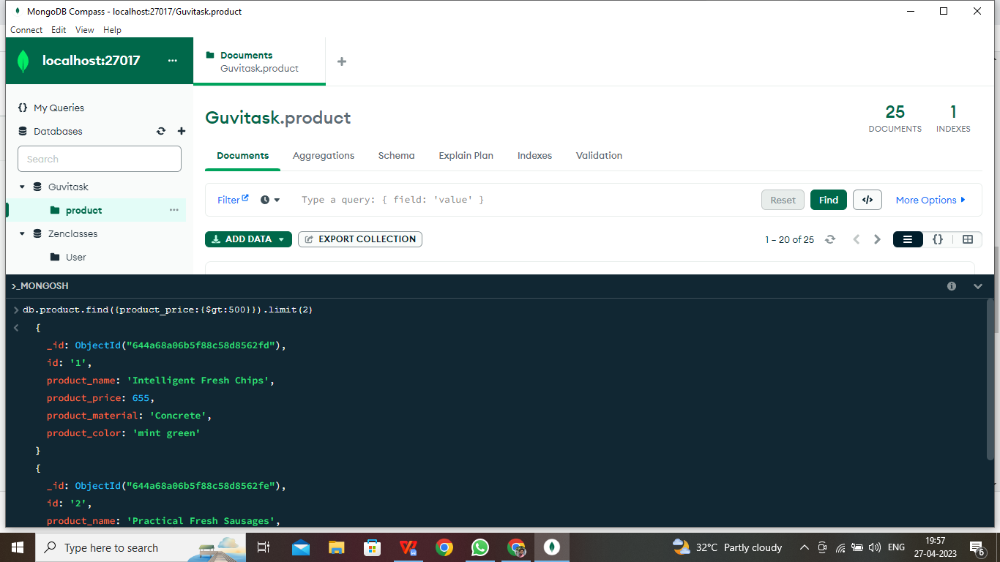 MongoDB Compass - localhost:27017/Guvitask.product
Connect Edit View Help
localhost:27017 ...
Documents
Guvitask.product
+
{} My Queries
Databases
Search
Guvitask
product ...
Zenclasses
User
Guvitask.product
25
DOCUMENTS
1
INDEXES
Documents Aggregations Schema Explain Plan Indexes Validation
Filter Type a query: { field: 'value' } Reset Find </> More Options
ADD DATA EXPORT COLLECTION 1 – 20 of 25 {}
>_MONGOSH
> db.product.find({product_price:{$gt:500}}).limit(2)
< {
_id: ObjectId("644a68a06b5f88c58d8562fd"),
id: '1',
product_name: 'Intelligent Fresh Chips',
product_price: 655,
product_material: 'Concrete',
product_color: 'mint green'
}
{
_id: ObjectId("644a68a06b5f88c58d8562fe"),
id: '2',
product_name: 'Practical Fresh Sausages',
Type here to search
32°C Partly cloudy ENG
19:57
27-04-2023
6